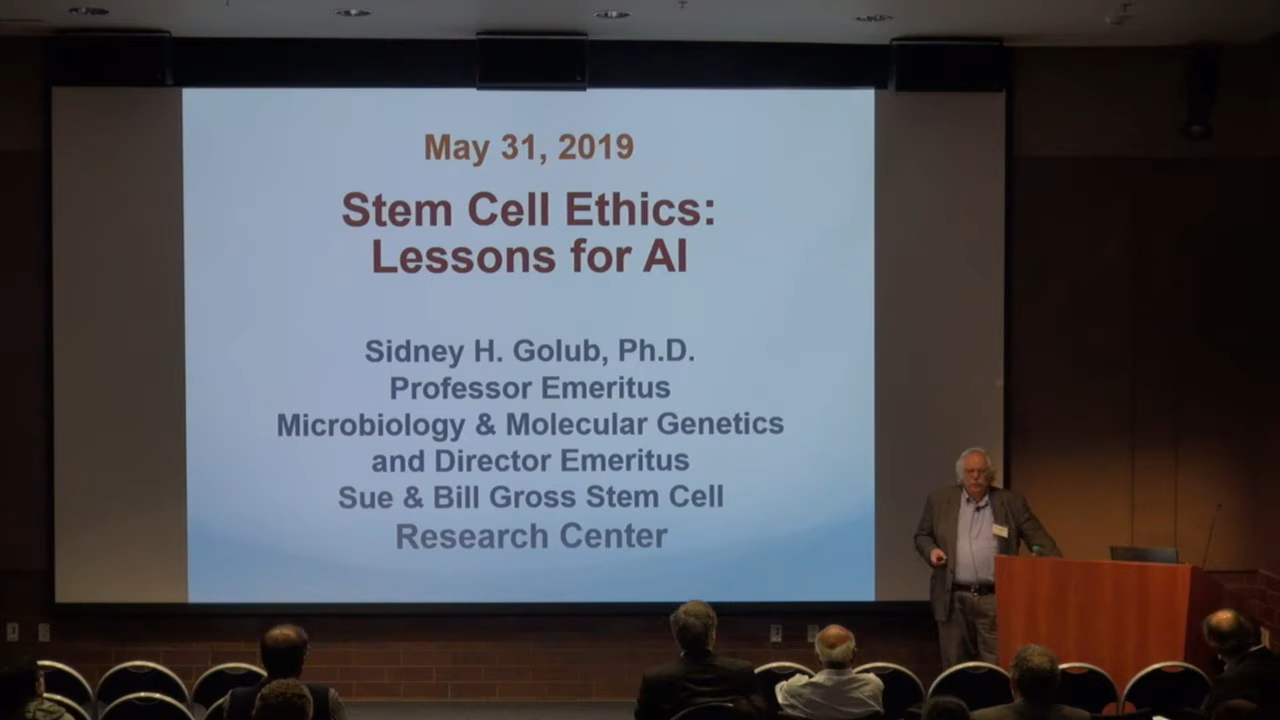 May 31, 2019
Stem Cell Ethics:
Lessons for AI
Sidney H. Golub, Ph.D.
Professor Emeritus
Microbiology & Molecular Genetics
and Director Emeritus
Sue & Bill Gross Stem Cell
Research Center